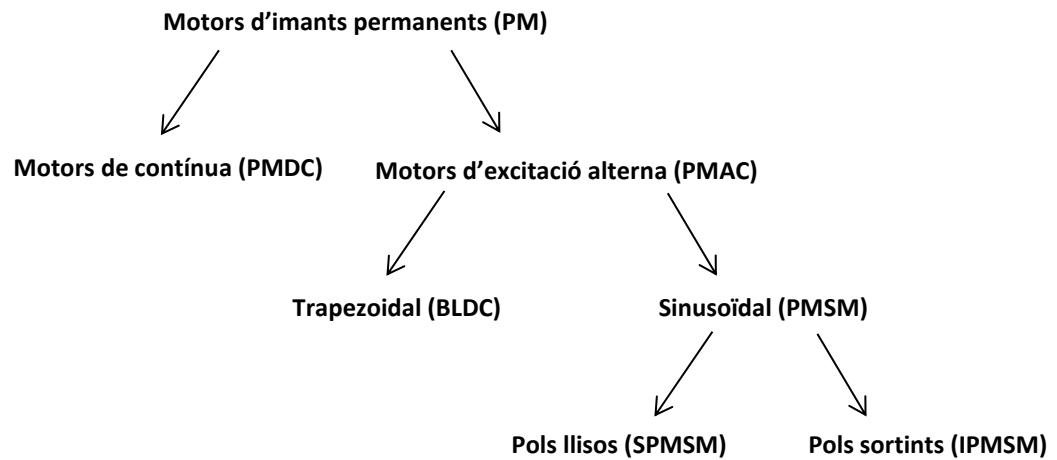 Motors d’imants permanents (PM)
Motors de contínua (PMDC)
Motors d’excitació alterna (PMAC)
Trapezoidal (BLDC)
Sinusoïdal (PMSM)
Pols llisos (SPMSM)
Pols sortints (IPMSM)